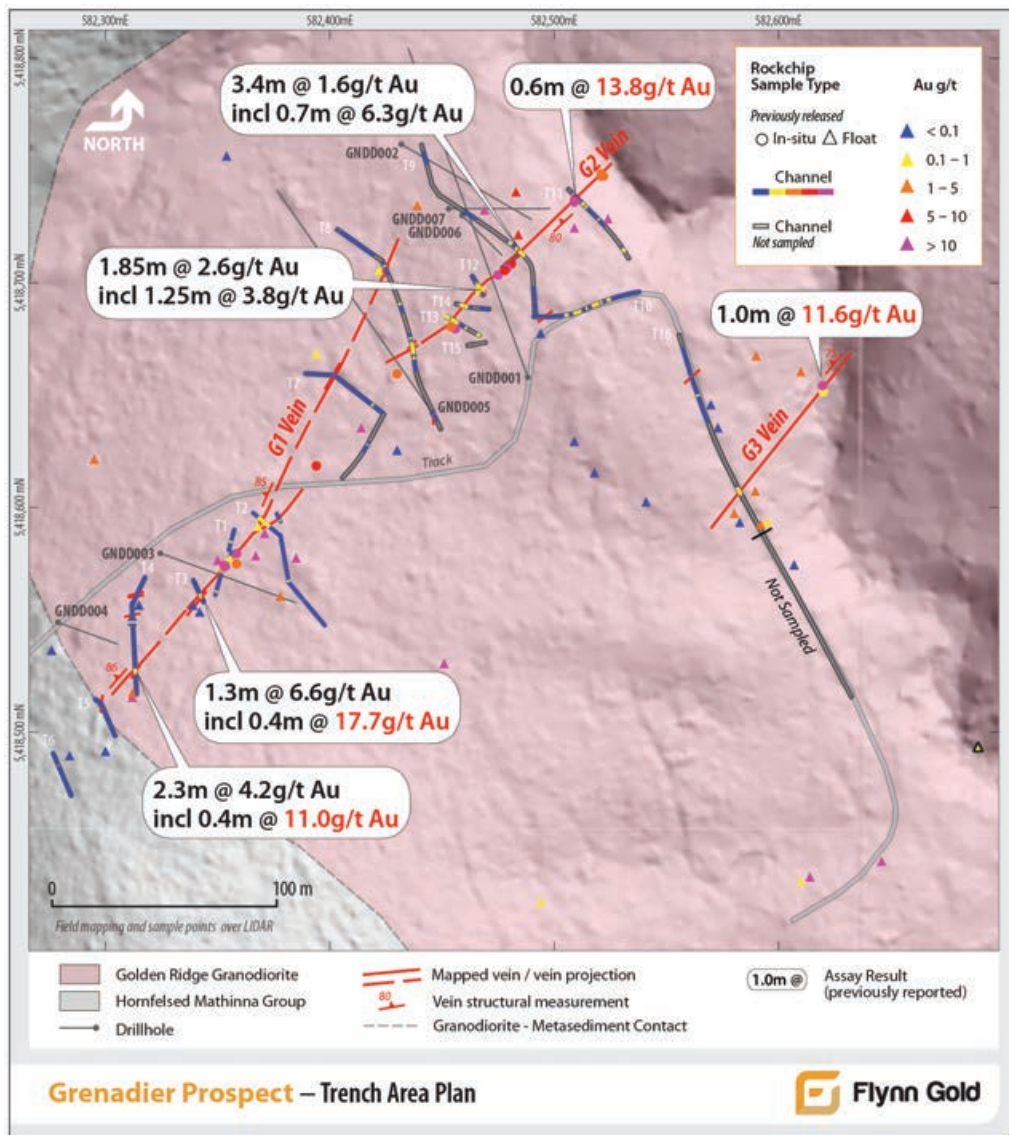 582,300mE
582,400mE
582,500mE
582,600mE
5,418,800 mN
5,418,700 mN
5,418,600 mN
5,418,500 mN
NORTH
3.4m @ 1.6g/t Au
incl 0.7m @ 6.3g/t Au
0.6m @ 13.8g/t Au
Rockchip
Sample Type
Au g/t
Previously released
In-situ
Float
Channel
Channel
Not sampled
< 0.1
0.1 – 1
1 – 5
5 – 10
> 10
GNDD002
T9
G2 Vein
T11
GNDD007
GNDD006
80
T8
1.85m @ 2.6g/t Au
incl 1.25m @ 3.8g/t Au
T12
T14
T13
T15
T10
T16
1.0m @ 11.6g/t Au
GNDD001
T7
GNDD005
G1 Vein
G3 Vein
Track
85
T2
T1
GNDD003
T4
T3
GNDD004
Not Sampled
86
T5
T6
1.3m @ 6.6g/t Au
incl 0.4m @ 17.7g/t Au
2.3m @ 4.2g/t Au
incl 0.4m @ 11.0g/t Au
0
100 m
Field mapping and sample points over LIDAR
Golden Ridge Granodiorite
Hornfelsed Mathinna Group
Drillhole
Mapped vein / vein projection
80
Vein structural measurement
Granodiorite - Metasediment Contact
1.0m @
Assay Result
(previously reported)
Grenadier Prospect – Trench Area Plan
Flynn Gold